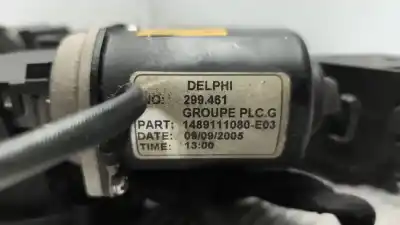 DELPHI
NO: 299.461
GROUPE PLC.G
PART: 1489111080-E03
DATE: 09/09/2005
TIME: 13:00